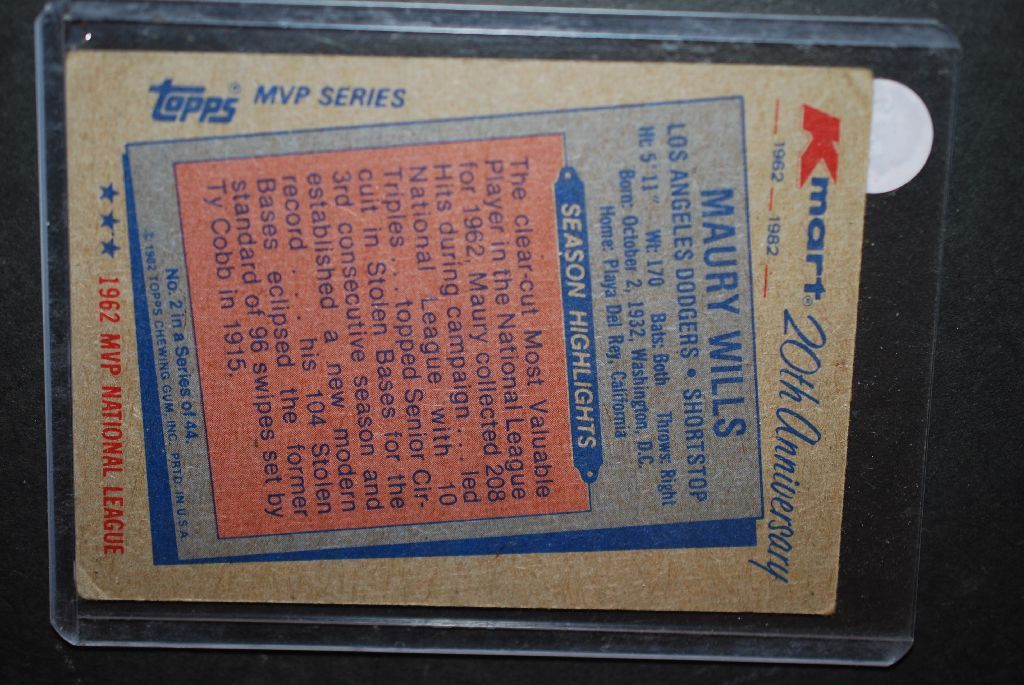 Kmart® 20th Anniversary
1962 — 1982
MAURY WILLS
LOS ANGELES DODGERS • SHORTSTOP
Ht: 5'11" Wt: 170 Bats: Both Throws: Right
Born: October 2, 1932, Washington, D.C.
Home: Playa Del Rey, California
SEASON HIGHLIGHTS
The clear-cut Most Valuable
Player in the National League
for 1962, Maury collected 208
Hits during campaign . . . led
National League with 10
Triples . . . topped Senior Cir-
cuit in Stolen Bases for the
3rd consecutive season and
established a new modern
record . . . his 104 Stolen
Bases eclipsed the former
standard of 96 swipes set by
Ty Cobb in 1915.
No. 2 in a Series of 44
© 1982 TOPPS CHEWING GUM, INC. PRTD. IN U.S.A.
Topps® MVP SERIES
★★★ 1962 MVP NATIONAL LEAGUE